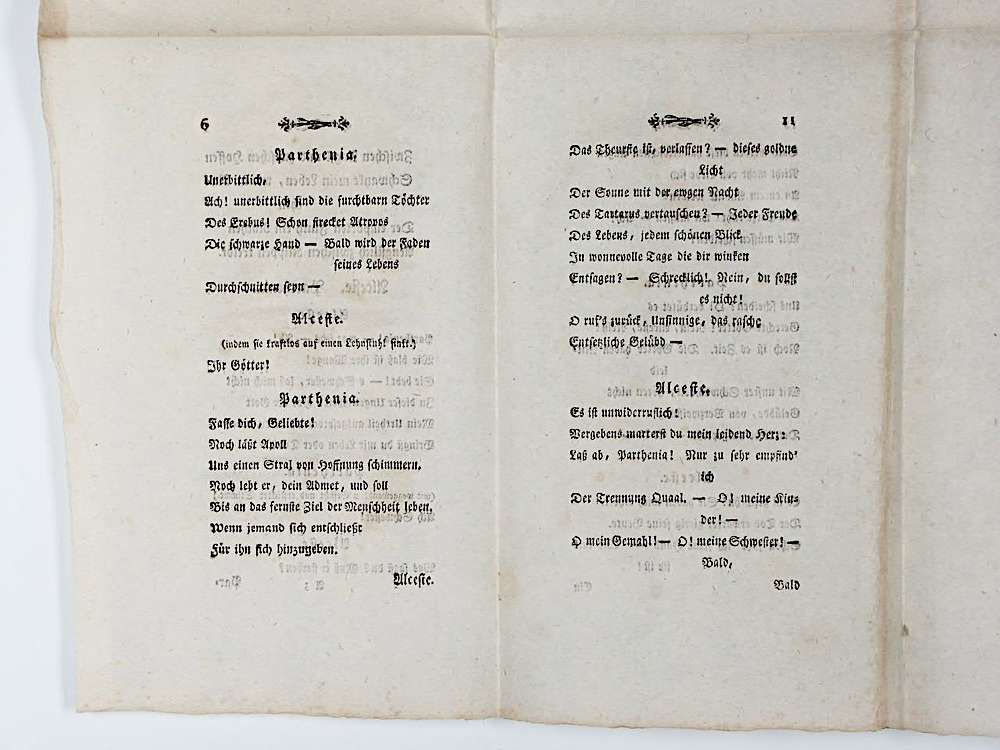 6
Parthenia.
Unerbittlich,
Ach! unerbittlich sind die furchtbarn Töchter
Des Erebus! Schon strecket Atropos
Die schwarze Hand — Bald wird der Faden
seines Lebens
Durchschnitten seyn —
Alceste.
(indem sie kraftlos auf einen Lehnstuhl sinkt.)
Ihr Götter!
Parthenia.
Fasse dich, Geliebte!
Noch läßt Apoll
Uns einen Stral von Hoffnung schimmern.
Noch lebt er, dein Admet, und soll
Bis an das fernste Ziel der Menschheit leben,
Wenn jemand sich entschließt
Für ihn sich hinzugeben.
Alceste.
11
Das Theurste ist, verlassen? — dieses goldne
Licht
Der Sonne mit der ewgen Nacht
Des Tartarus vertauschen? — Jeder Freude
Des Lebens, jedem schönen Blick
In wonnevolle Tage die dir winken
Entsagen? — Schrecklich! Nein, du sollst
es nicht!
O ruf's zurück, Unsinnige, das rasche
Entsetzliche Gelübd —
Alceste.
Es ist unwiderruflich!
Vergebens marterst du mein leidend Herz:
Laß ab, Parthenia! Nur zu sehr empfind'
ich
Der Trennung Quaal. — O! meine Kin-
der! —
O mein Gemahl! — O! meine Schwester! —
Bald,
Bald